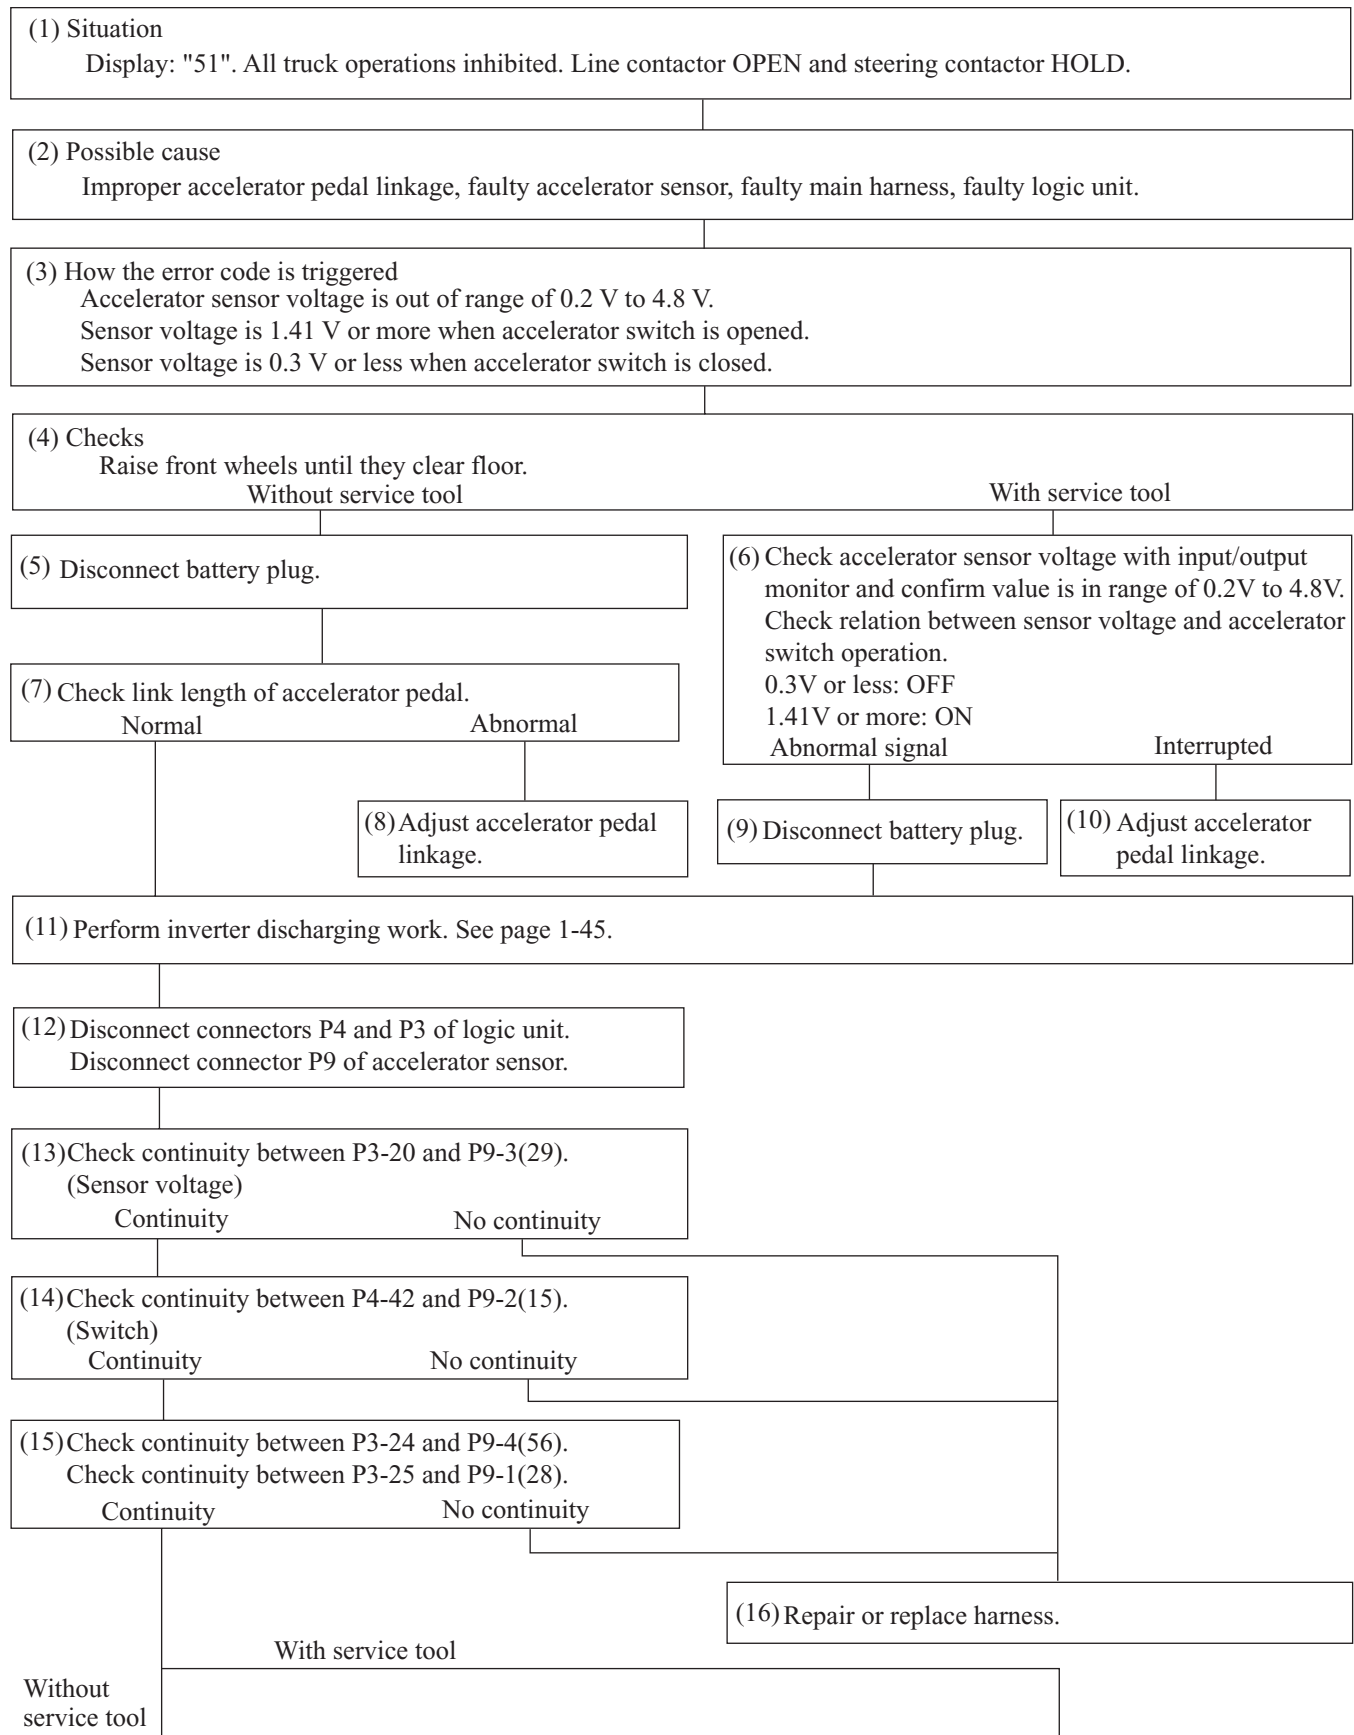 (1) Situation
Display: "51". All truck operations inhibited. Line contactor OPEN and steering contactor HOLD.
(2) Possible cause
Improper accelerator pedal linkage, faulty accelerator sensor, faulty main harness, faulty logic unit.
(3) How the error code is triggered
Accelerator sensor voltage is out of range of 0.2 V to 4.8 V.
Sensor voltage is 1.41 V or more when accelerator switch is opened.
Sensor voltage is 0.3 V or less when accelerator switch is closed.
(4) Checks
Raise front wheels until they clear floor.
Without service tool
With service tool
(5) Disconnect battery plug.
(6) Check accelerator sensor voltage with input/output
monitor and confirm value is in range of 0.2V to 4.8V.
Check relation between sensor voltage and accelerator
switch operation.
0.3V or less: OFF
1.41V or more: ON
Abnormal signal
Interrupted
(7) Check link length of accelerator pedal.
Normal
Abnormal
(8) Adjust accelerator pedal
linkage.
(9) Disconnect battery plug.
(10) Adjust accelerator
pedal linkage.
(11) Perform inverter discharging work. See page 1-45.
(12) Disconnect connectors P4 and P3 of logic unit.
Disconnect connector P9 of accelerator sensor.
(13) Check continuity between P3-20 and P9-3(29).
(Sensor voltage)
Continuity
No continuity
(14) Check continuity between P4-42 and P9-2(15).
(Switch)
Continuity
No continuity
(15) Check continuity between P3-24 and P9-4(56).
Check continuity between P3-25 and P9-1(28).
Continuity
No continuity
(16) Repair or replace harness.
With service tool
Without
service tool